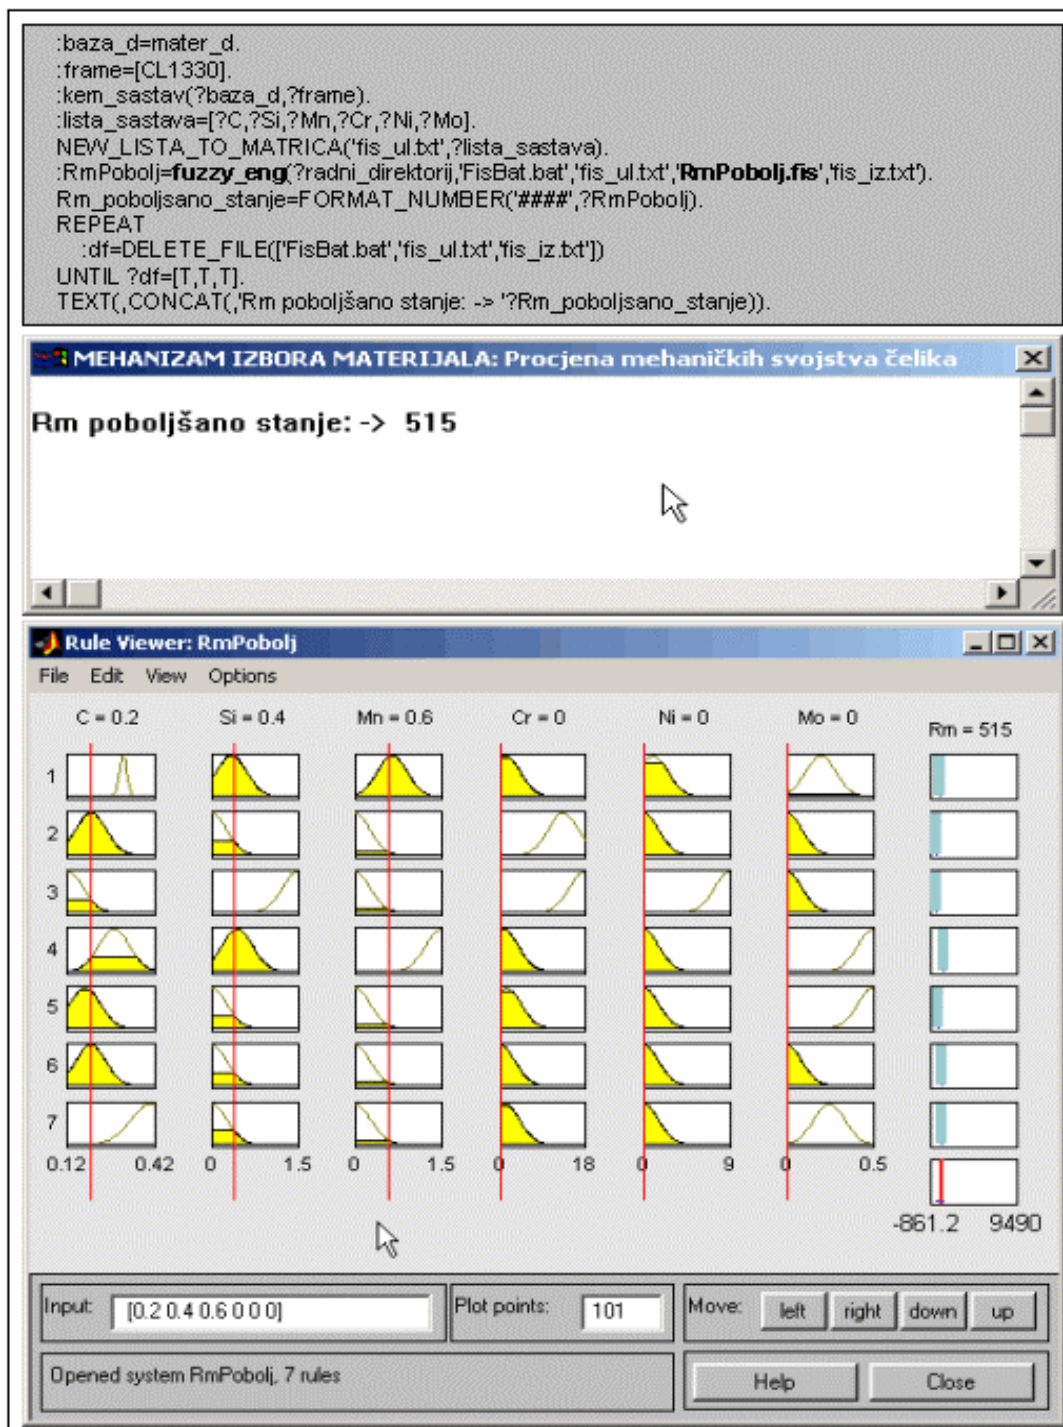 :baza_d=mater_d.
:frame=[CL1330].
:kem_sastav(?baza_d,?frame).
:lista_sastava=[?C,?Si,?Mn,?Cr,?Ni,?Mo].
NEW_LISTA_TO_MATRICA('fis_ul.txt',?lista_sastava).
:RmPobolj=fuzzy_eng(?radni_direktorij,'FisBat.bat','fis_ul.txt','RmPobolj.fis','fis_iz.txt').
Rm_poboljsano_stanje=FORMAT_NUMBER('####',?RmPobolj).
REPEAT
:df=DELETE_FILE(['FisBat.bat','fis_ul.txt','fis_iz.txt'])
UNTIL ?df=[T,T,T].
TEXT(,CONCAT(,'Rm poboljšano stanje: -> '?Rm_poboljsano_stanje)).
MEHANIZAM IZBORA MATERIJALA: Procjena mehaničkih svojstva čelika
Rm poboljšano stanje: -> 515
Rule Viewer: RmPobolj
File Edit View Options
C = 0.2 Si = 0.4 Mn = 0.6 Cr = 0 Ni = 0 Mo = 0 Rm = 515
1
2
3
4
5
6
7
0.12 0.42 0 1.5 0 1.5 0 18 0 9 0 0.5
-861.2 9490
Input: [0.2 0.4 0.6 0 0 0] Plot points: 101 Move: left right down up
Opened system RmPobolj, 7 rules Help Close